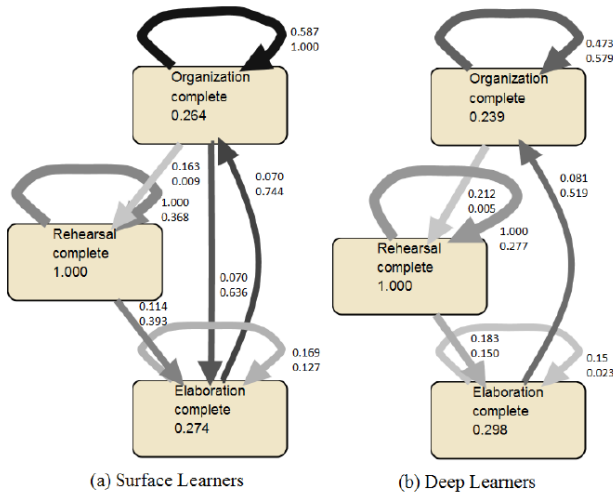 0.587
1.000
Organization
complete
0.264
0.163
0.009
0.070
0.744
1.000
0.368
Rehearsal
complete
1.000
0.070
0.636
0.114
0.393
0.169
0.127
Elaboration
complete
0.274
(a) Surface Learners
0.473
0.579
Organization
complete
0.239
0.081
0.519
0.212
0.005
1.000
0.277
Rehearsal
complete
1.000
0.183
0.150
0.15
0.023
Elaboration
complete
0.298
(b) Deep Learners